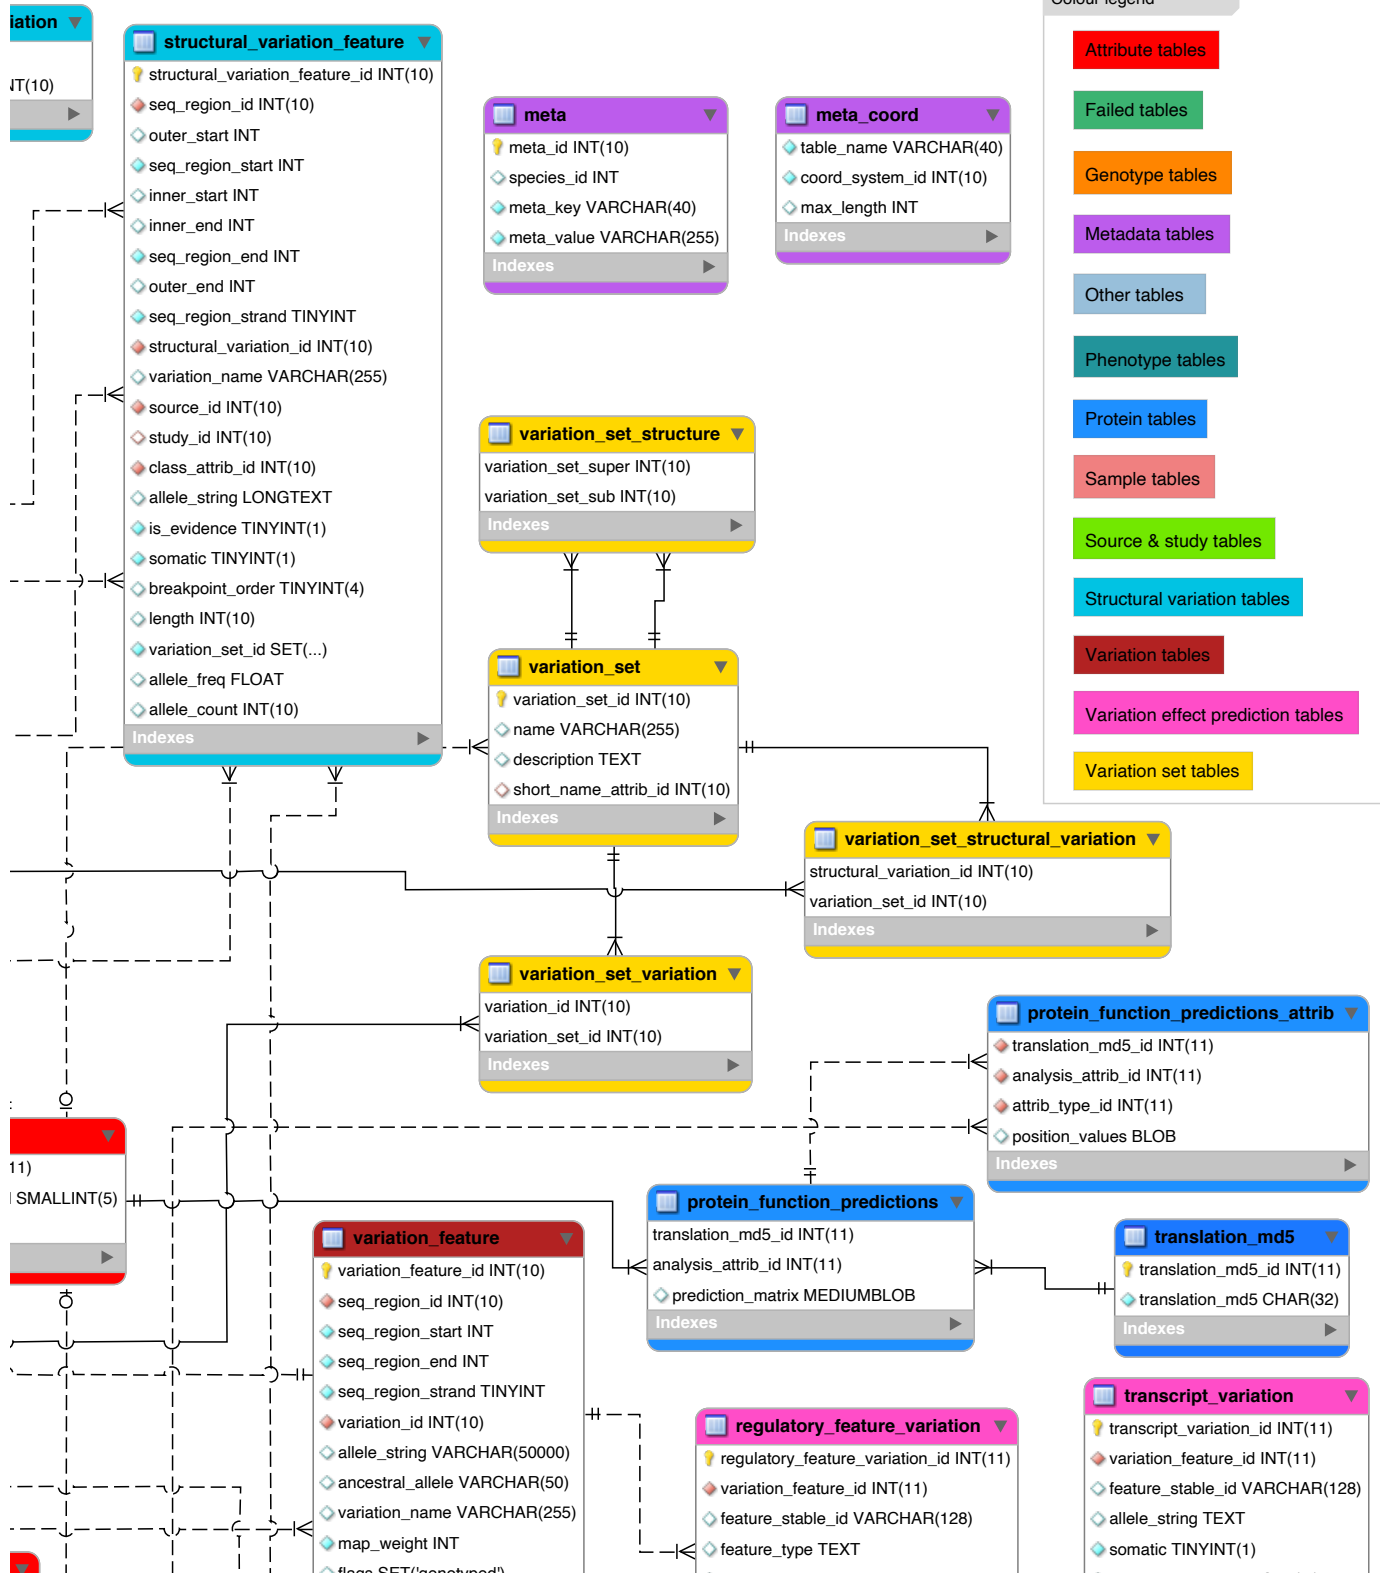 iation
INT(10)
structural_variation_feature
structural_variation_feature_id INT(10)
seq_region_id INT(10)
outer_start INT
seq_region_start INT
inner_start INT
inner_end INT
seq_region_end INT
outer_end INT
seq_region_strand TINYINT
structural_variation_id INT(10)
variation_name VARCHAR(255)
source_id INT(10)
study_id INT(10)
class_attrib_id INT(10)
allele_string LONGTEXT
is_evidence TINYINT(1)
somatic TINYINT(1)
breakpoint_order TINYINT(4)
length INT(10)
variation_set_id SET(...)
allele_freq FLOAT
allele_count INT(10)
Indexes
meta
meta_id INT(10)
species_id INT
meta_key VARCHAR(40)
meta_value VARCHAR(255)
Indexes
meta_coord
table_name VARCHAR(40)
coord_system_id INT(10)
max_length INT
Indexes
Colour legend
Attribute tables
Failed tables
Genotype tables
Metadata tables
Other tables
Phenotype tables
Protein tables
Sample tables
Source & study tables
Structural variation tables
Variation tables
Variation effect prediction tables
Variation set tables
variation_set_structure
variation_set_super INT(10)
variation_set_sub INT(10)
Indexes
variation_set
variation_set_id INT(10)
name VARCHAR(255)
description TEXT
short_name_attrib_id INT(10)
Indexes
variation_set_structural_variation
structural_variation_id INT(10)
variation_set_id INT(10)
Indexes
variation_set_variation
variation_id INT(10)
variation_set_id INT(10)
Indexes
protein_function_predictions_attrib
translation_md5_id INT(11)
analysis_attrib_id INT(11)
attrib_type_id INT(11)
position_values BLOB
Indexes
11)
SMALLINT(5)
protein_function_predictions
translation_md5_id INT(11)
analysis_attrib_id INT(11)
prediction_matrix MEDIUMBLOB
Indexes
translation_md5
translation_md5_id INT(11)
translation_md5 CHAR(32)
Indexes
variation_feature
variation_feature_id INT(10)
seq_region_id INT(10)
seq_region_start INT
seq_region_end INT
seq_region_strand TINYINT
variation_id INT(10)
allele_string VARCHAR(50000)
ancestral_allele VARCHAR(50)
variation_name VARCHAR(255)
map_weight INT
flags SET('genotyped')
regulatory_feature_variation
regulatory_feature_variation_id INT(11)
variation_feature_id INT(11)
feature_stable_id VARCHAR(128)
feature_type TEXT
transcript_variation
transcript_variation_id INT(11)
variation_feature_id INT(11)
feature_stable_id VARCHAR(128)
allele_string TEXT
somatic TINYINT(1)